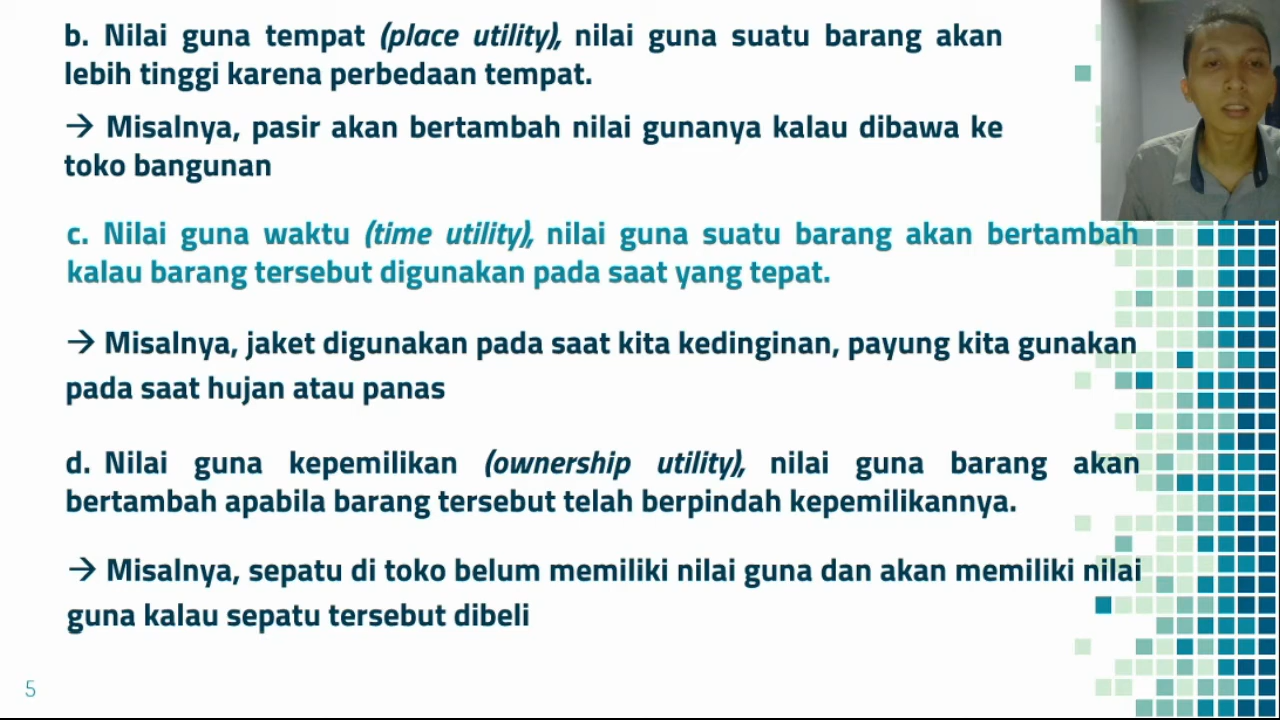 b. Nilai guna tempat (place utility), nilai guna suatu barang akan
lebih tinggi karena perbedaan tempat.
→ Misalnya, pasir akan bertambah nilai gunanya kalau dibawa ke
toko bangunan
c. Nilai guna waktu (time utility), nilai guna suatu barang akan bertambah
kalau barang tersebut digunakan pada saat yang tepat.
→ Misalnya, jaket digunakan pada saat kita kedinginan, payung kita gunakan
pada saat hujan atau panas
d. Nilai guna kepemilikan (ownership utility), nilai guna barang akan
bertambah apabila barang tersebut telah berpindah kepemilikannya.
→ Misalnya, sepatu di toko belum memiliki nilai guna dan akan memiliki nilai
guna kalau sepatu tersebut dibeli
5